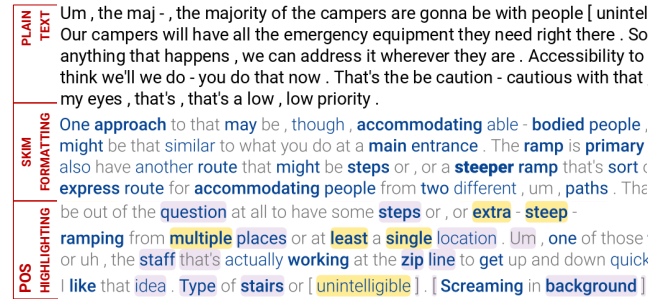 PLAIN TEXT
Um , the maj - , the majority of the campers are gonna be with people [ unintel
Our campers will have all the emergency equipment they need right there . So
anything that happens , we can address it wherever they are . Accessibility to
think we'll we do - you do that now . That's the be caution - cautious with that ,
my eyes , that's , that's a low , low priority .
SKIM FORMATTING
One approach to that may be , though , accommodating able - bodied people ,
might be that similar to what you do at a main entrance . The ramp is primary
also have another route that might be steps or , or a steeper ramp that's sort o
express route for accommodating people from two different , um , paths . Tha
POS HIGHLIGHTING
be out of the question at all to have some steps or , or extra - steep -
ramping from multiple places or at least a single location . Um , one of those
or uh , the staff that's actually working at the zip line to get up and down quick
I like that idea . Type of stairs or [ unintelligible ] . [ Screaming in background ]